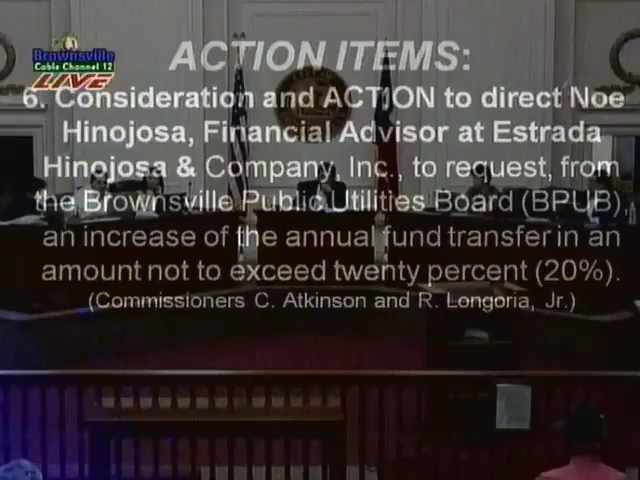 Brownsville
Cable Channel 12
LIVE
ACTION ITEMS:
6. Consideration and ACTION to direct Noe
Hinojosa, Financial Advisor at Estrada
Hinojosa & Company, Inc., to request, from
the Brownsville Public Utilities Board (BPUB),
an increase of the annual fund transfer in an
amount not to exceed twenty percent (20%).
(Commissioners C. Atkinson and R. Longoria, Jr.)